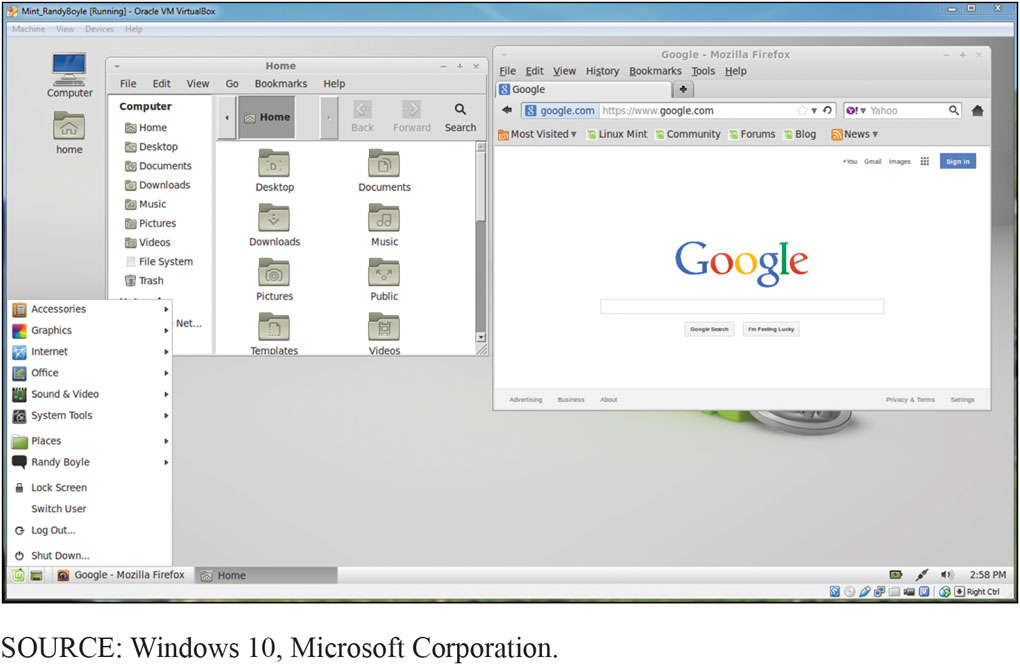 Mint_RandyBoyle [Running] - Oracle VM VirtualBox
Machine View Devices Help
Computer
home
Home
File Edit View Go Bookmarks Help
Computer
Home
Desktop
Documents
Downloads
Music
Pictures
Videos
File System
Trash
Net...
Home
Back Forward Search
Desktop Documents
Downloads Music
Pictures Public
Templates Videos
Google - Mozilla Firefox
File Edit View History Bookmarks Tools Help
Google
google.com https://www.google.com Yahoo
Most Visited Linux Mint Community Forums Blog News
+You Gmail Images Sign in
Google
Google Search I'm Feeling Lucky
Advertising Business About Privacy & Terms Settings
Accessories
Graphics
Internet
Office
Sound & Video
System Tools
Places
Randy Boyle
Lock Screen
Switch User
Log Out...
Shut Down...
Google - Mozilla Firefox Home 2:58 PM
Right Ctrl
SOURCE: Windows 10, Microsoft Corporation.